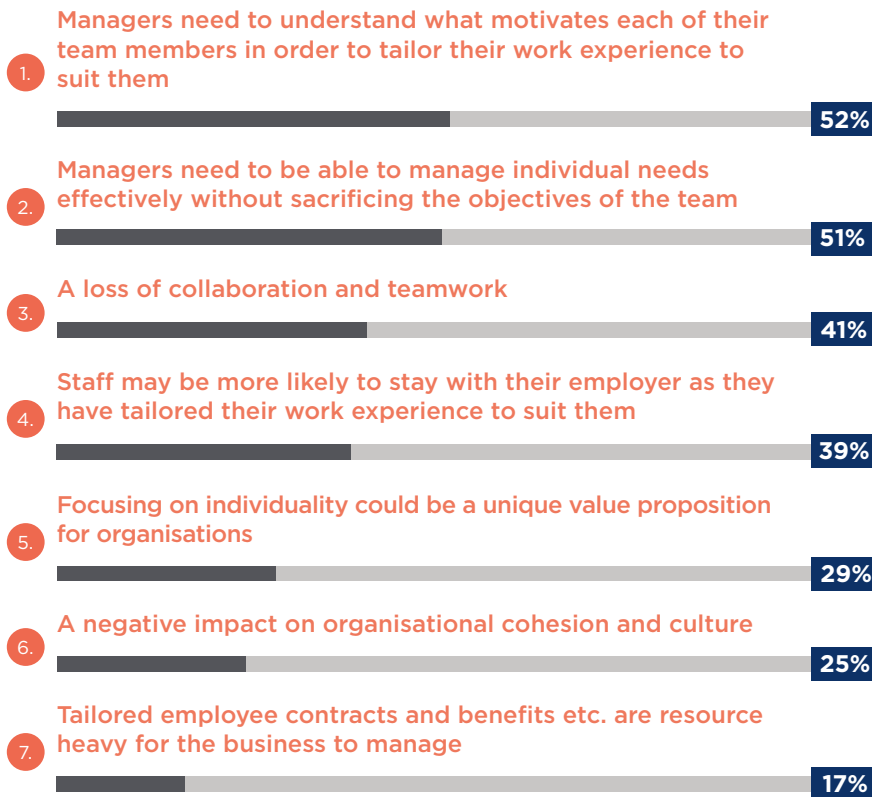 Managers need to understand what motivates each of their
team members in order to tailor their work experience to
1.
suit them
52%
Managers need to be able to manage individual needs
2.
effectively without sacrificing the objectives of the team
51%
A loss of collaboration and teamwork
3.
41%
Staff may be more likely to stay with their employer as they
4.
have tailored their work experience to suit them
39%
Focusing on individuality could be a unique value proposition
5.
for organisations
29%
A negative impact on organisational cohesion and culture
6.
25%
Tailored employee contracts and benefits etc. are resource
7.
heavy for the business to manage
17%